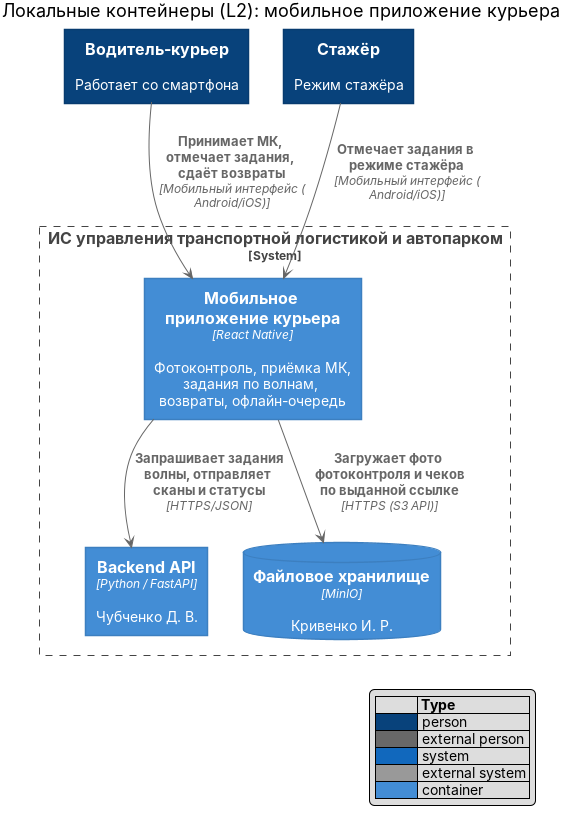 Локальные контейнеры (L2): мобильное приложение курьера
Водитель-курьер
Работает со смартфона
Стажёр
Режим стажёра
Принимает МК,
отмечает задания,
сдаёт возвраты
[Мобильный интерфейс (
Android/iOS)]
Отмечает задания в
режиме стажёра
[Мобильный интерфейс (
Android/iOS)]
ИС управления транспортной логистикой и автопарком
[System]
Мобильное
приложение курьера
[React Native]
Фотоконтроль, приёмка МК,
задания по волнам,
возвраты, офлайн-очередь
Запрашивает задания
волны, отправляет
сканы и статусы
[HTTPS/JSON]
Загружает фото
фотоконтроля и чеков
по выданной ссылке
[HTTPS (S3 API)]
Backend API
[Python / FastAPI]
Чубченко Д. В.
Файловое хранилище
[MinIO]
Кривенко И. Р.
Type
person
external person
system
external system
container